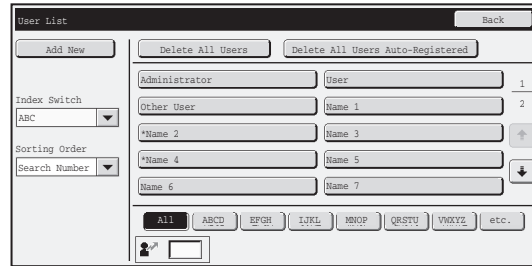 User List Back
Add New Delete All Users Delete All Users Auto-Registered
Administrator User
1
Index Switch Other User Name 1 2
ABC
*Name 2 Name 3
Sorting Order
*Name 4 Name 5
Search Number
Name 6 Name 7
All ABCD EFGH IJKL MNOP QRSTU VWXYZ etc.